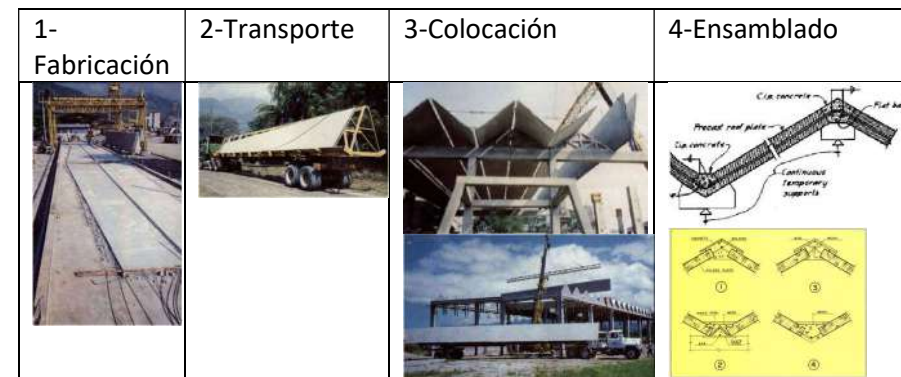 1-
Fabricación
2-Transporte
3-Colocación
4-Ensamblado
C.i.p. concrete
Flat ba
Precast roof plate
C.i.p. concrete
Continuous
Temporary
supports
1
3
2
4